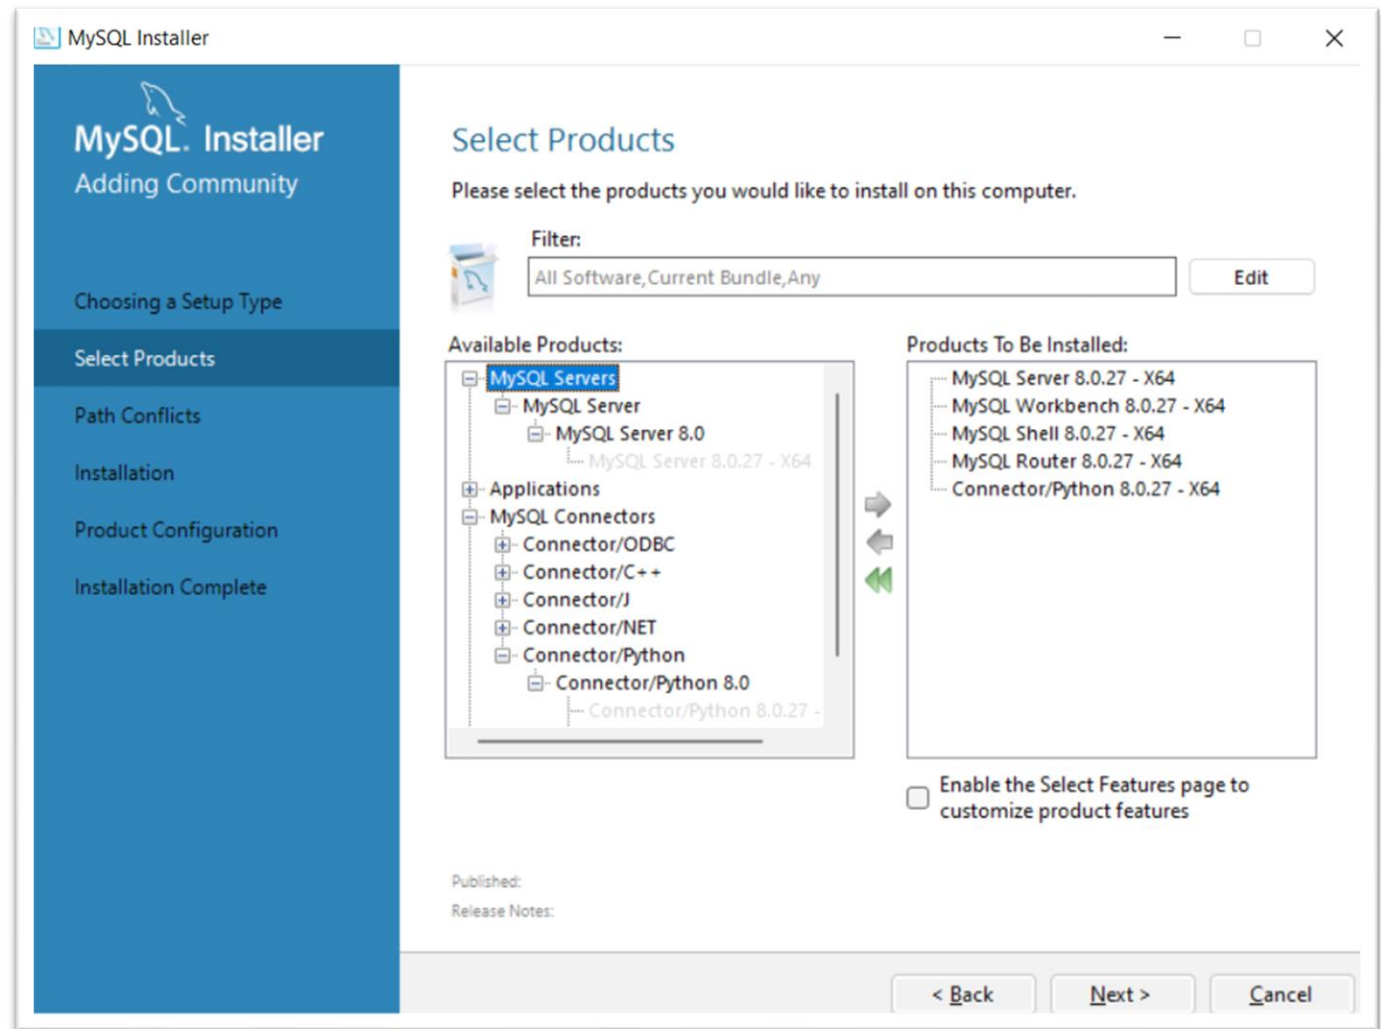 MySQL Installer
MySQL. Installer
Adding Community
Choosing a Setup Type
Select Products
Path Conflicts
Installation
Product Configuration
Installation Complete
Select Products
Please select the products you would like to install on this computer.
Filter:
All Software,Current Bundle,Any
Edit
Available Products:
MySQL Servers
MySQL Server
MySQL Server 8.0
MySQL Server 8.0.27 - X64
Applications
MySQL Connectors
Connector/ODBC
Connector/C++
Connector/J
Connector/NET
Connector/Python
Connector/Python 8.0
Connector/Python 8.0.27 -
Products To Be Installed:
MySQL Server 8.0.27 - X64
MySQL Workbench 8.0.27 - X64
MySQL Shell 8.0.27 - X64
MySQL Router 8.0.27 - X64
Connector/Python 8.0.27 - X64
Enable the Select Features page to
customize product features
Published:
Release Notes:
< Back
Next >
Cancel